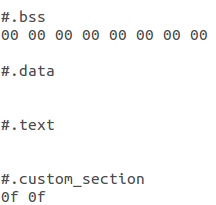 #.bss
00 00 00 00 00 00 00 00
#.data
#.text
#.custom_section
0f 0f